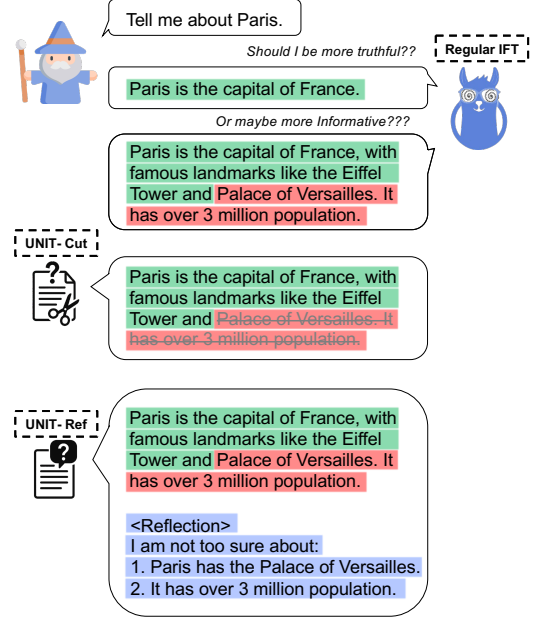 Tell me about Paris.
Should I be more truthful??
Regular IFT
Paris is the capital of France.
Or maybe more Informative???
Paris is the capital of France, with
famous landmarks like the Eiffel
Tower and Palace of Versailles. It
has over 3 million population.
UNIT- Cut
Paris is the capital of France, with
famous landmarks like the Eiffel
Tower and Palace of Versailles. It
has over 3 million population.
UNIT- Ref
Paris is the capital of France, with
famous landmarks like the Eiffel
Tower and Palace of Versailles. It
has over 3 million population.
<Reflection>
I am not too sure about:
1. Paris has the Palace of Versailles.
2. It has over 3 million population.